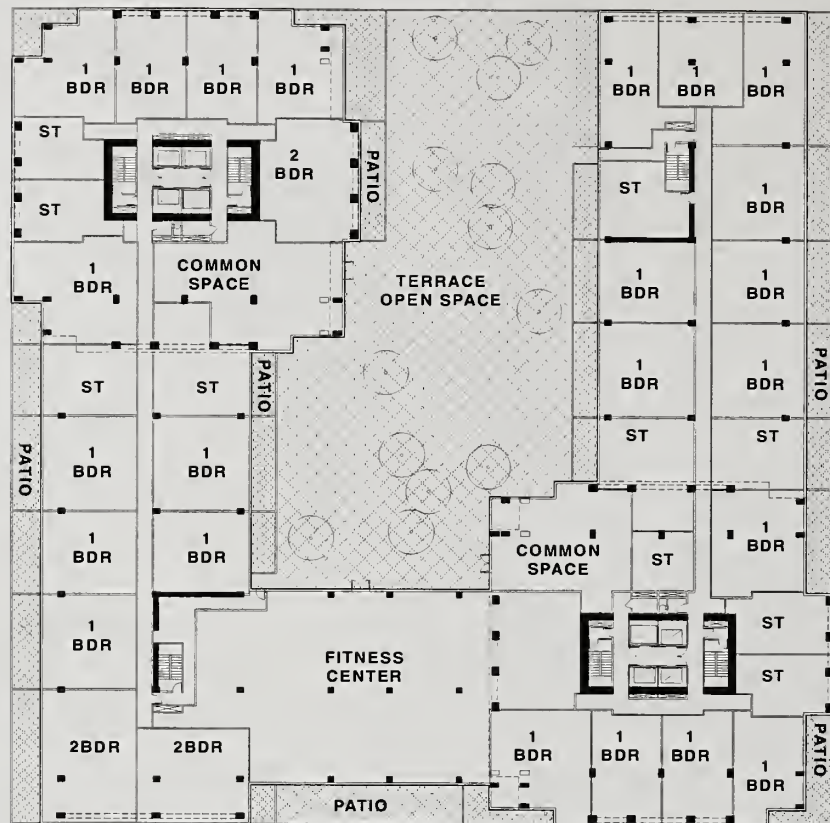 1
BDR
1
BDR
1
BDR
1
BDR
ST
ST
2
BDR
PATIO
1
BDR
COMMON
SPACE
TERRACE
OPEN SPACE
1
BDR
1
BDR
1
BDR
ST
1
BDR
1
BDR
1
BDR
1
BDR
1
BDR
PATIO
ST
ST
ST
ST
PATIO
PATIO
1
BDR
1
BDR
1
BDR
1
BDR
1
BDR
2BDR
2BDR
COMMON
SPACE
ST
1
BDR
ST
ST
FITNESS
CENTER
1
BDR
1
BDR
1
BDR
1
BDR
PATIO
PATIO